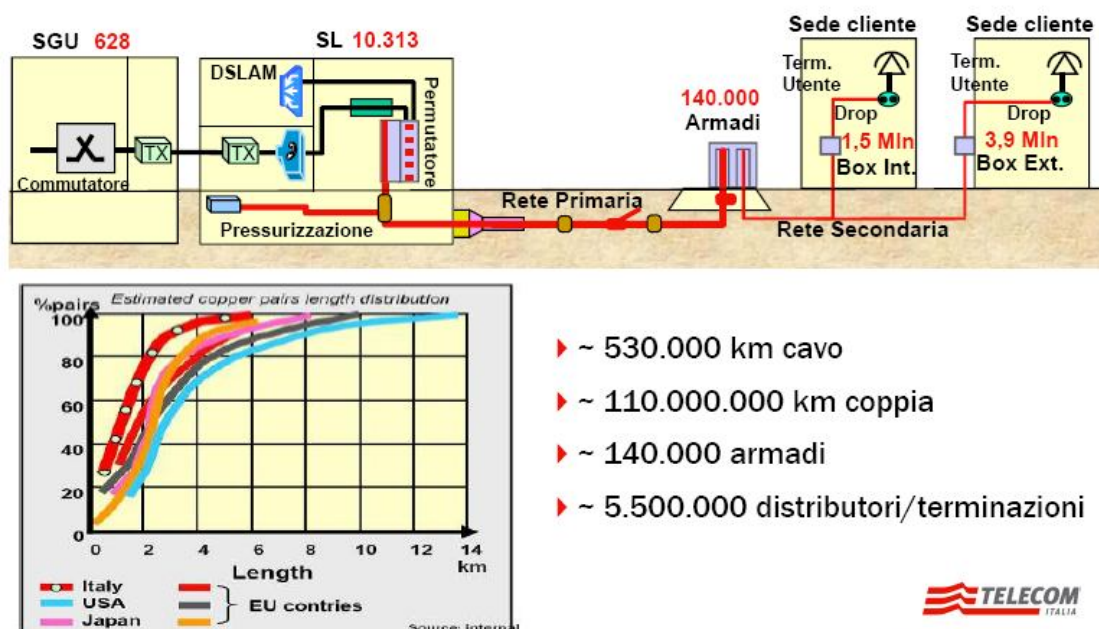 SGU 628
SL 10.313
Sede cliente
Sede cliente
DSLAM
Permutatore
Term.
Utente
Term.
Utente
140.000
Armadi
Drop
Drop
TX
TX
1,5 Mln
Box Int.
3,9 Mln
Box Ext.
Commutatore
Rete Primaria
Pressurizzazione
Rete Secondaria
%pairs
Estimated copper pairs length distribution
100
80
60
40
20
0
0 2 4 6 8 10 12 14
Length
km
Italy
USA
Japan
EU contries
Source: internal
~ 530.000 km cavo
~ 110.000.000 km coppia
~ 140.000 armadi
~ 5.500.000 distributori/terminazioni
TELECOM
ITALIA